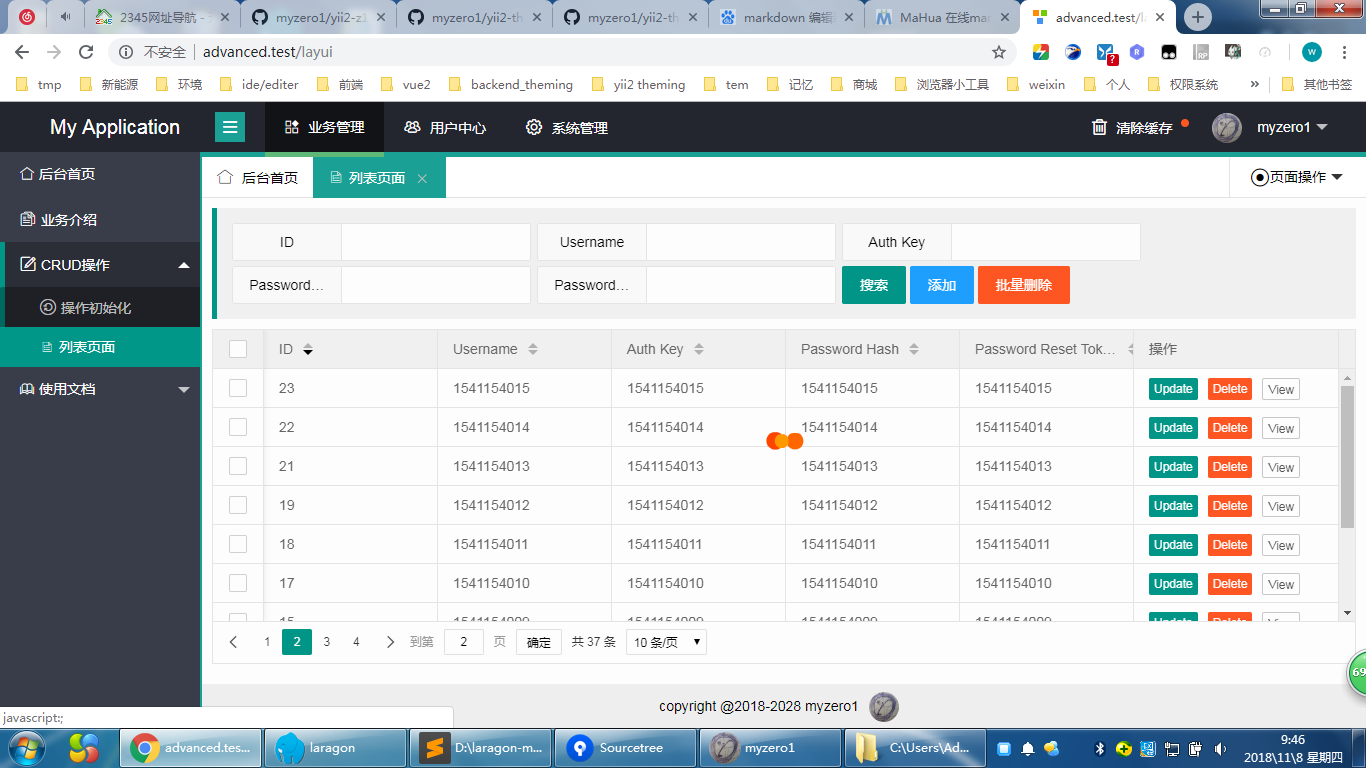 2345网址导航 -
myzero1/yii2-z1
myzero1/yii2-th
myzero1/yii2-th
markdown 编辑
MaHua 在线mar
advanced.test/la
不安全 advanced.test/layui
tmp 新能源 环境 ide/editer 前端 vue2 backend_theming yii2 theming tem 记忆 商城 浏览器小工具 weixin 个人 权限系统 » 其他书签
My Application 业务管理 用户中心 系统管理 清除缓存 myzero1
后台首页
业务介绍
CRUD操作
操作初始化
列表页面
使用文档
后台首页 列表页面 页面操作
ID Username Auth Key
Password... Password... 搜索 添加 批量删除
ID Username Auth Key Password Hash Password Reset Tok... 操作
23 1541154015 1541154015 1541154015 1541154015 Update Delete View
22 1541154014 1541154014 1541154014 1541154014 Update Delete View
21 1541154013 1541154013 1541154013 1541154013 Update Delete View
19 1541154012 1541154012 1541154012 1541154012 Update Delete View
18 1541154011 1541154011 1541154011 1541154011 Update Delete View
17 1541154010 1541154010 1541154010 1541154010 Update Delete View
1 2 3 4 到第 2 页 确定 共 37 条 10 条/页
69
copyright @2018-2028 myzero1
javascript:;
advanced.tes... laragon D:\laragon-m... Sourcetree myzero1 C:\Users\Ad...
9:46
2018\11\8 星期四